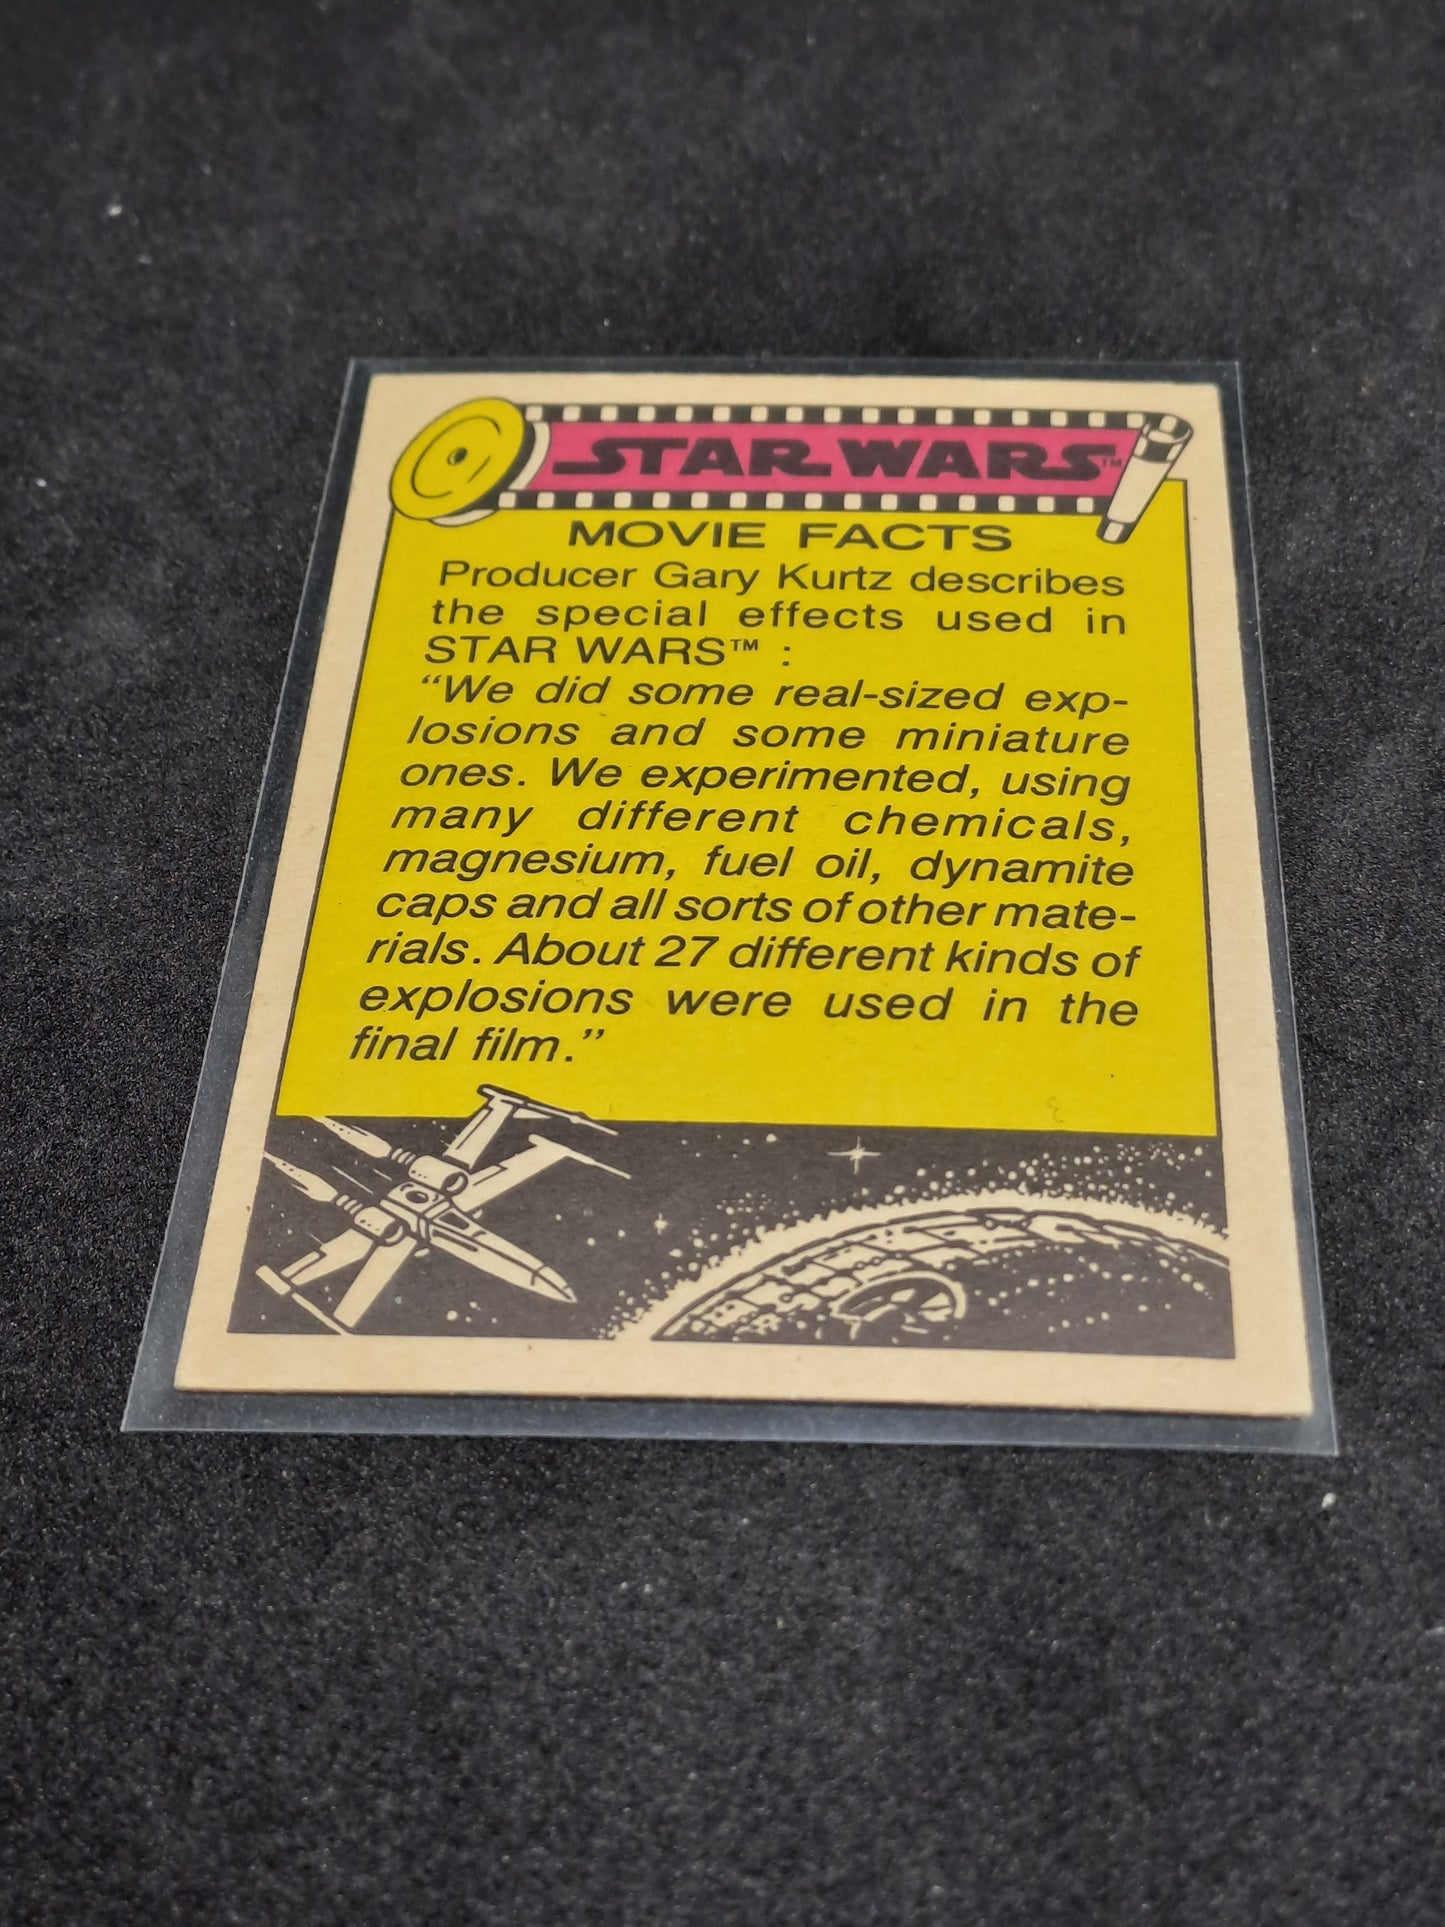 STAR WARS™
MOVIE FACTS
Producer Gary Kurtz describes
the special effects used in
STAR WARS™ :
“We did some real-sized exp-
losions and some miniature
ones. We experimented, using
many different chemicals,
magnesium, fuel oil, dynamite
caps and all sorts of other mate-
rials. About 27 different kinds of
explosions were used in the
final film.”